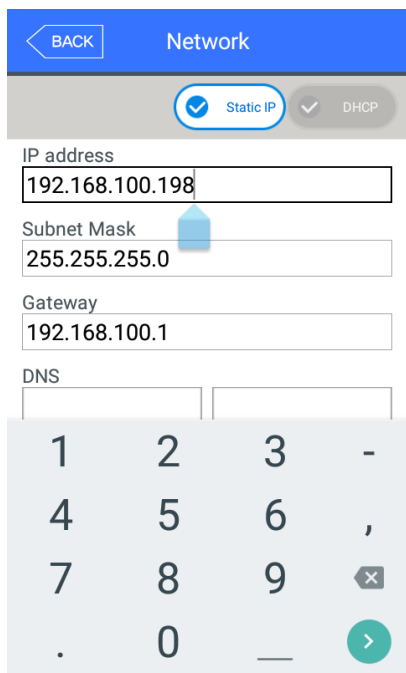 BACK Network
Static IP DHCP
IP address
192.168.100.198
Subnet Mask
255.255.255.0
Gateway
192.168.100.1
DNS
1 2 3 -
4 5 6 ,
7 8 9
. 0 _